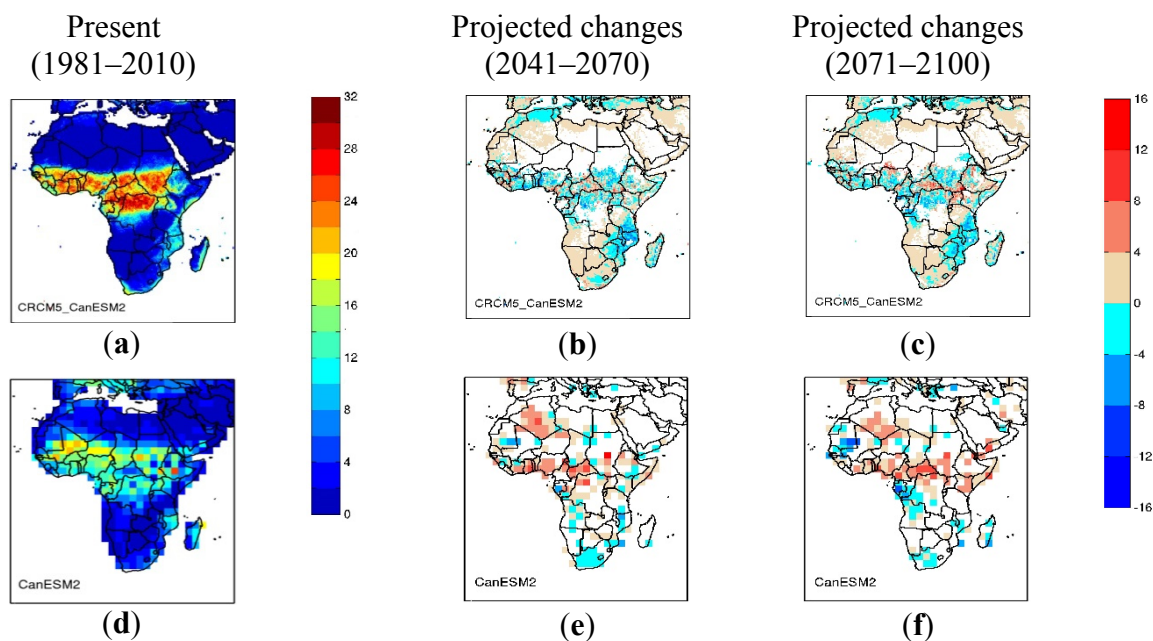 Present
(1981–2010)
Projected changes
(2041–2070)
Projected changes
(2071–2100)
32
28
24
20
16
12
8
4
0
16
12
8
4
0
-4
-8
-12
-16
CRCM5_CanESM2
CRCM5_CanESM2
CRCM5_CanESM2
(a)
(b)
(c)
CanESM2
CanESM2
CanESM2
(d)
(e)
(f)